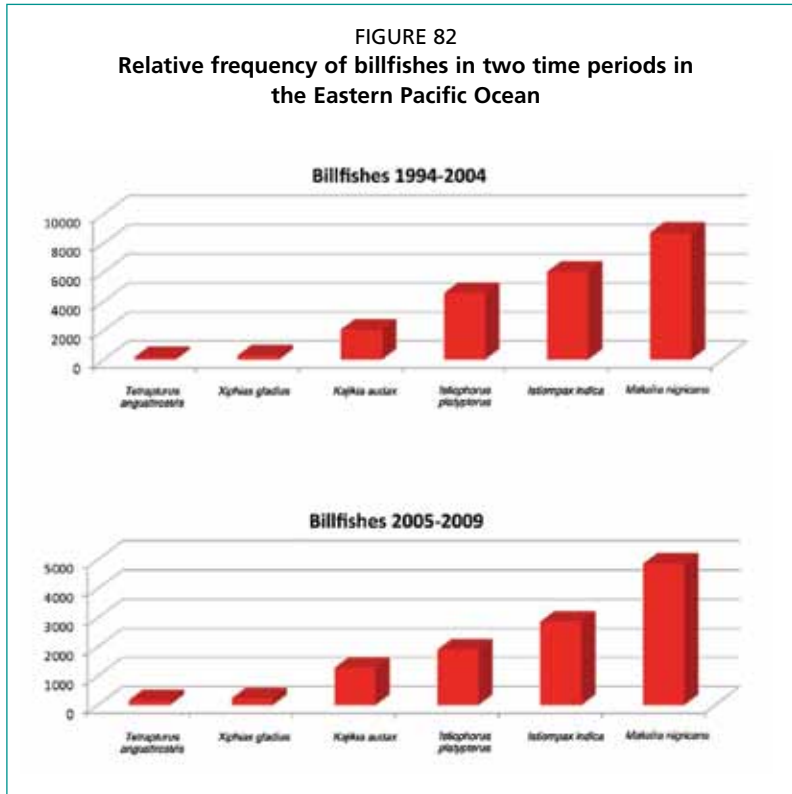 FIGURE 82
Relative frequency of billfishes in two time periods in
the Eastern Pacific Ocean
Billfishes 1994-2004
10000
8000
6000
4000
2000
0
Tetrapturus angustirostris
Xiphias gladius
Kajikia audax
Istiophorus platypterus
Istiompax indica
Makaira nigricans
Billfishes 2005-2009
5000
4000
3000
2000
1000
0
Tetrapturus angustirostris
Xiphias gladius
Kajikia audax
Istiophorus platypterus
Istiompax indica
Makaira nigricans